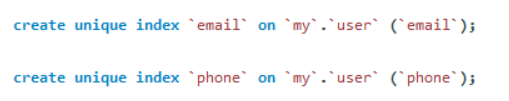 create unique index `email` on `my`.`user` (`email`);
create unique index `phone` on `my`.`user` (`phone`);